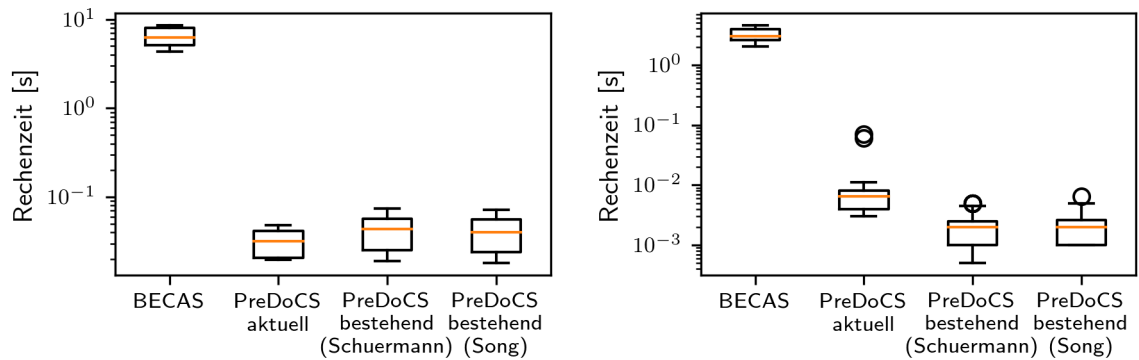 Rechenzeit [s]
10^1
10^0
10^-1
BECAS
PreDoCS
aktuell
PreDoCS
bestehend
(Schuermann)
PreDoCS
bestehend
(Song)
Rechenzeit [s]
10^0
10^-1
10^-2
10^-3
BECAS
PreDoCS
aktuell
PreDoCS
bestehend
(Schuermann)
PreDoCS
bestehend
(Song)